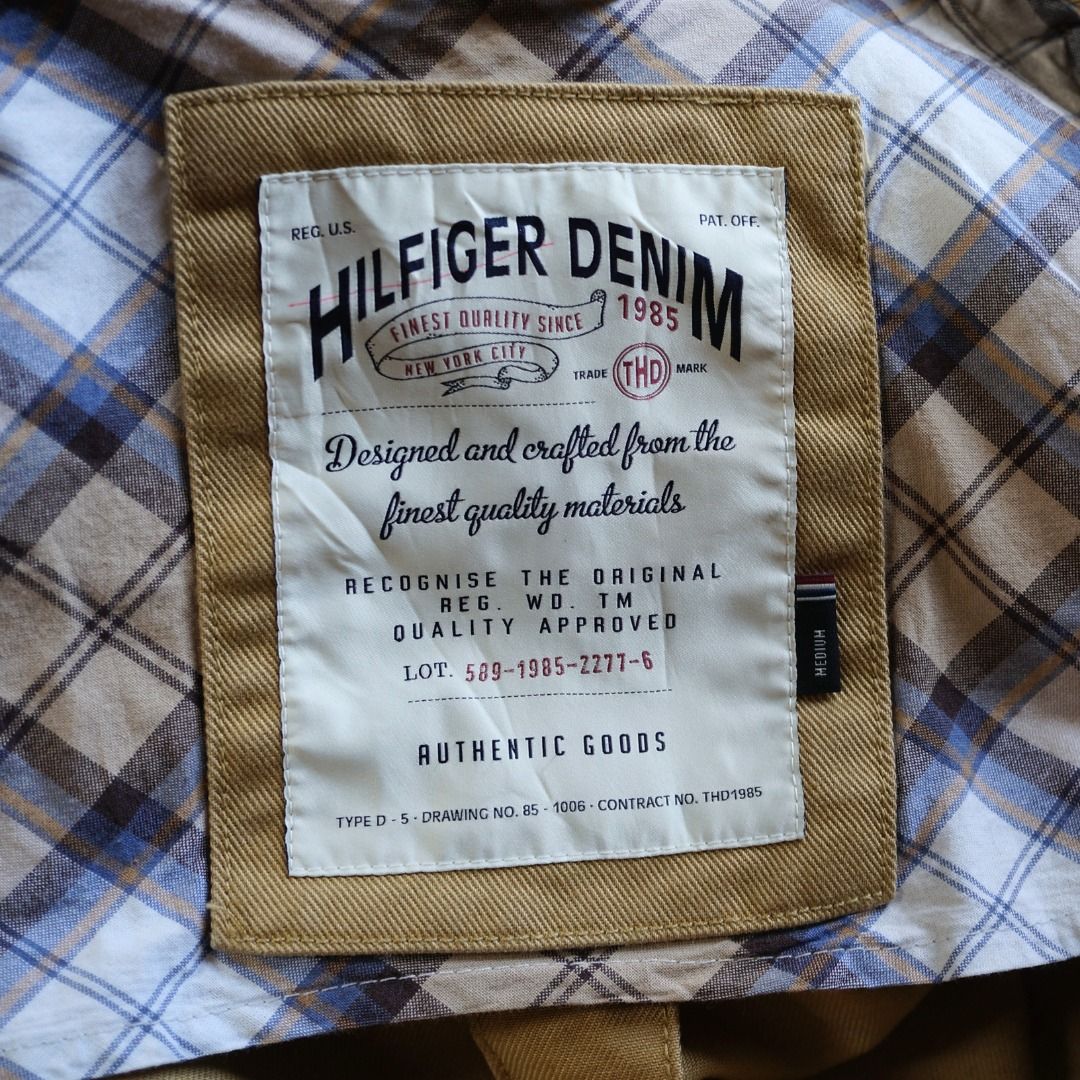 REG. U.S. PAT. OFF.
HILFIGER DENIM
FINEST QUALITY SINCE 1985
NEW YORK CITY
TRADE THD MARK
Designed and crafted from the
finest quality materials
RECOGNISE THE ORIGINAL
REG. WD. TM
QUALITY APPROVED
LOT. 589-1985-2277-6
AUTHENTIC GOODS
TYPE D - 5 · DRAWING NO. 85 - 1006 · CONTRACT NO. THD1985
MEDIUM